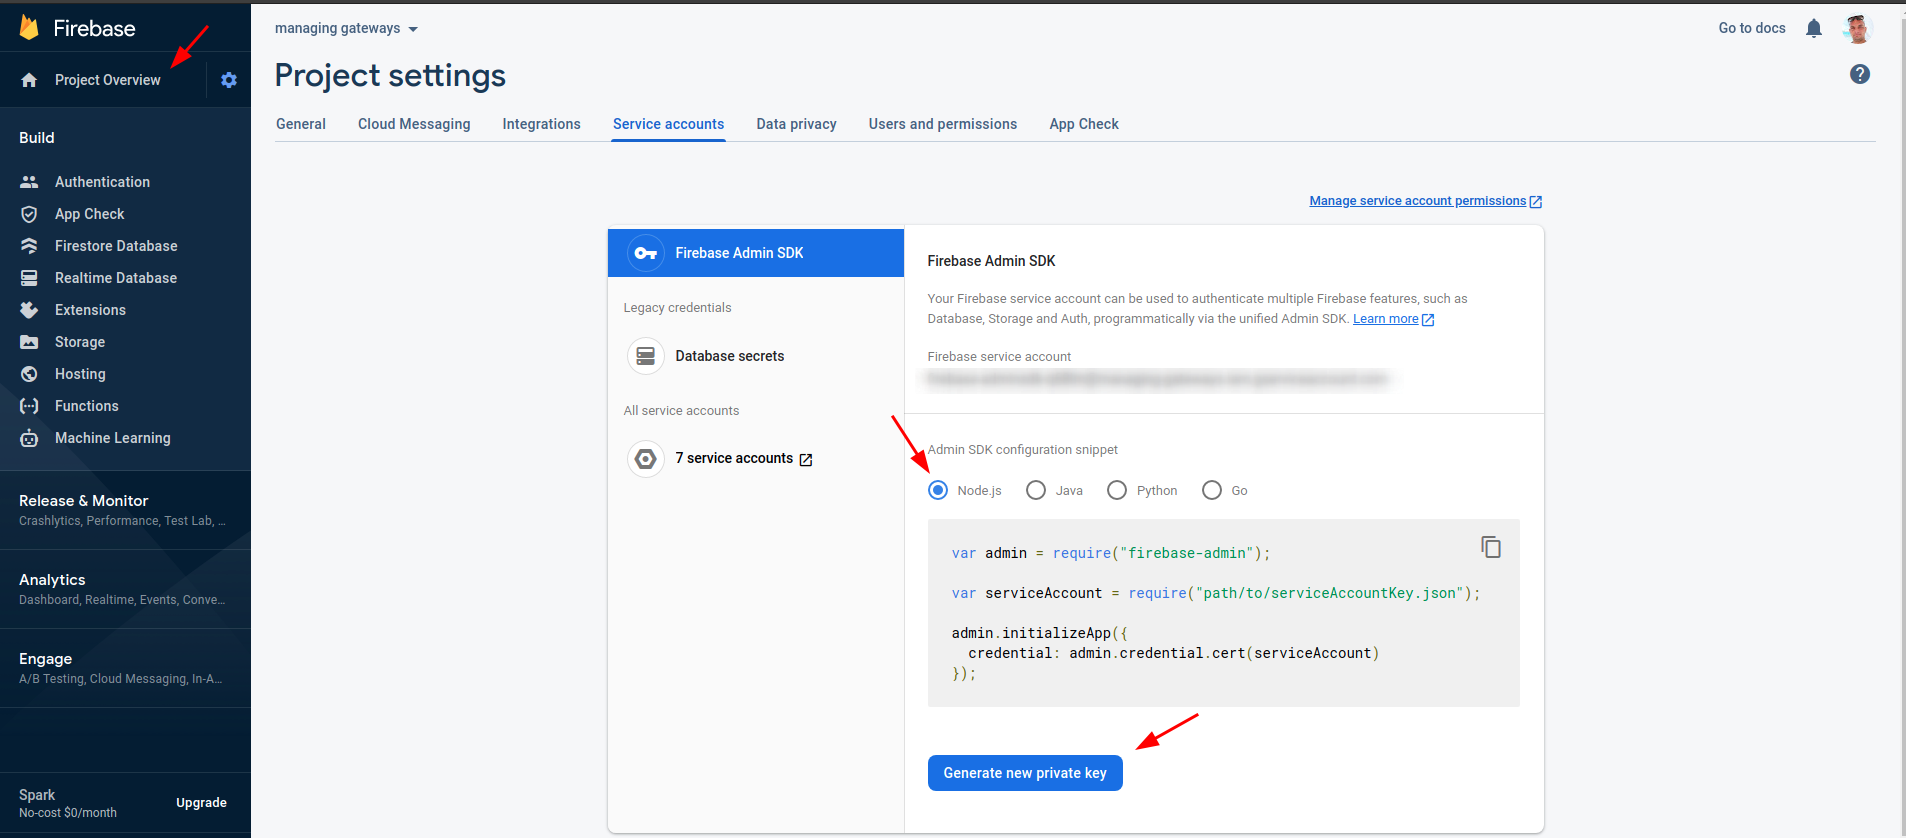 Firebase
Project Overview
Build
Authentication
App Check
Firestore Database
Realtime Database
Extensions
Storage
Hosting
Functions
Machine Learning
Release & Monitor
Crashlytics, Performance, Test Lab, ...
Analytics
Dashboard, Realtime, Events, Conve...
Engage
A/B Testing, Cloud Messaging, In-A...
Spark
No-cost $0/month
Upgrade
managing gateways
Go to docs
Project settings
?
General Cloud Messaging Integrations Service accounts Data privacy Users and permissions App Check
Manage service account permissions
Firebase Admin SDK
Legacy credentials
Database secrets
All service accounts
7 service accounts
Firebase Admin SDK
Your Firebase service account can be used to authenticate multiple Firebase features, such as
Database, Storage and Auth, programmatically via the unified Admin SDK. Learn more
Firebase service account
Admin SDK configuration snippet
Node.js Java Python Go
var admin = require("firebase-admin");
var serviceAccount = require("path/to/serviceAccountKey.json");
admin.initializeApp({
  credential: admin.credential.cert(serviceAccount)
});
Generate new private key